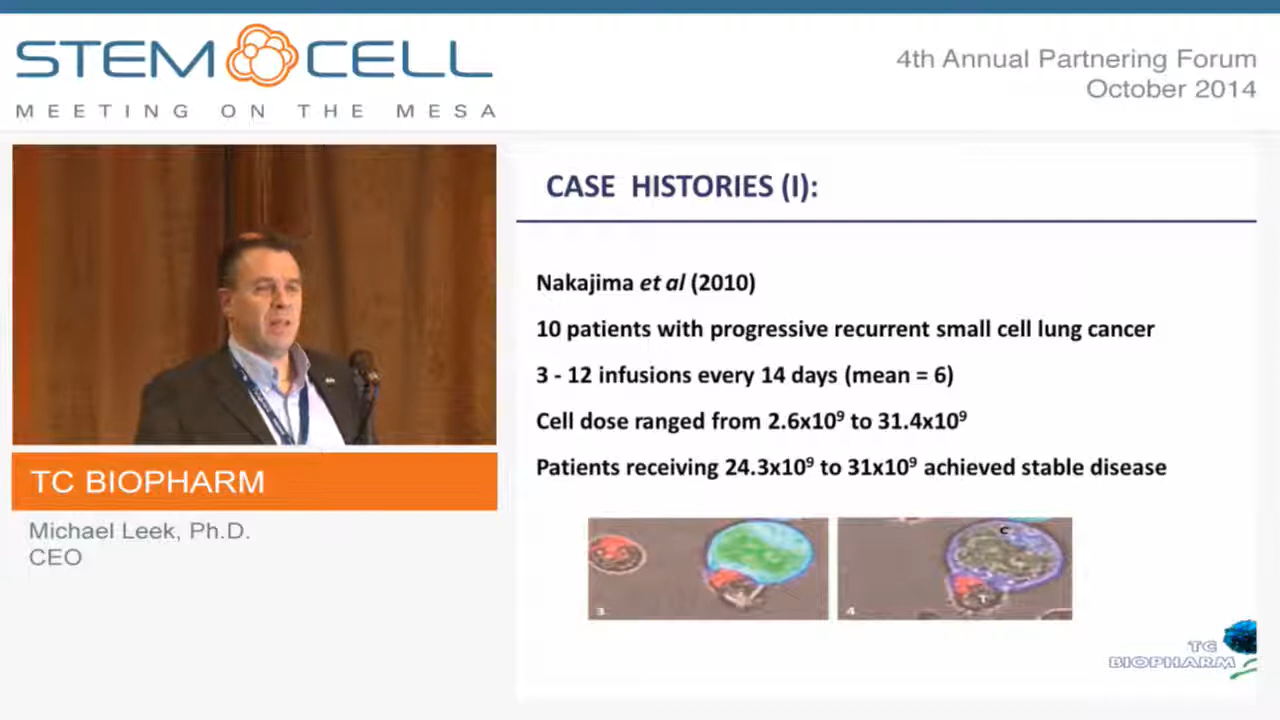 STEM CELL
MEETING ON THE MESA
4th Annual Partnering Forum
October 2014
CASE HISTORIES (I):
Nakajima et al (2010)
10 patients with progressive recurrent small cell lung cancer
3 - 12 infusions every 14 days (mean = 6)
Cell dose ranged from 2.6x10⁹ to 31.4x10⁹
Patients receiving 24.3x10⁹ to 31x10⁹ achieved stable disease
3
4
C
T
TC
BIOPHARM
TC BIOPHARM
Michael Leek, Ph.D.
CEO